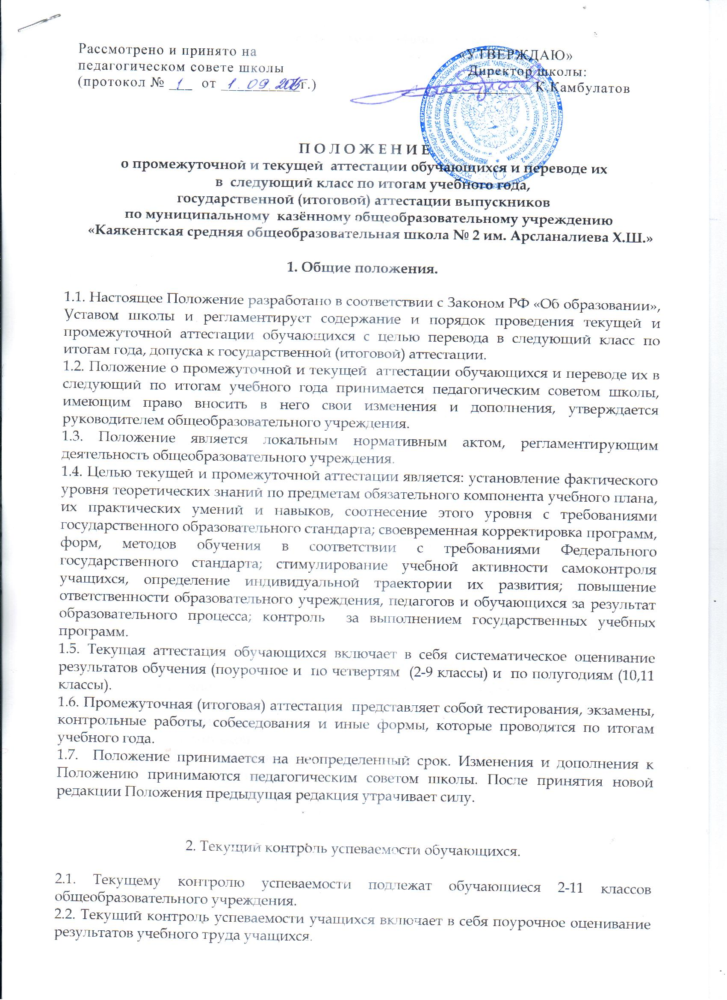 Рассмотрено и принято на
педагогическом совете школы
(протокол № 1 от 1.09.2015г.)
«УТВЕРЖДАЮ»
Директор школы:
К.Камбулатов
ПОЛОЖЕНИЕ
о промежуточной и текущей аттестации обучающихся и переводе их
в следующий класс по итогам учебного года,
государственной (итоговой) аттестации выпускников
по муниципальному казённому общеобразовательному учреждению
«Каякентская средняя общеобразовательная школа № 2 им. Арсланалиева Х.Ш.»
1. Общие положения.
1.1. Настоящее Положение разработано в соответствии с Законом РФ «Об образовании»,
Уставом школы и регламентирует содержание и порядок проведения текущей и
промежуточной аттестации обучающихся с целью перевода в следующий класс по
итогам года, допуска к государственной (итоговой) аттестации.
1.2. Положение о промежуточной и текущей аттестации обучающихся и переводе их в
следующий по итогам учебного года принимается педагогическим советом школы,
имеющим право вносить в него свои изменения и дополнения, утверждается
руководителем общеобразовательного учреждения.
1.3. Положение является локальным нормативным актом, регламентирующим
деятельность общеобразовательного учреждения.
1.4. Целью текущей и промежуточной аттестации является: установление фактического
уровня теоретических знаний по предметам обязательного компонента учебного плана,
их практических умений и навыков, соотнесение этого уровня с требованиями
государственного образовательного стандарта; своевременная корректировка программ,
форм, методов обучения в соответствии с требованиями Федерального
государственного стандарта; стимулирование учебной активности самоконтроля
учащихся, определение индивидуальной траектории их развития; повышение
ответственности образовательного учреждения, педагогов и обучающихся за результат
образовательного процесса; контроль за выполнением государственных учебных
программ.
1.5. Текущая аттестация обучающихся включает в себя систематическое оценивание
результатов обучения (поурочное и по четвертям (2-9 классы) и по полугодиям (10,11
классы).
1.6. Промежуточная (итоговая) аттестация представляет собой тестирования, экзамены,
контрольные работы, собеседования и иные формы, которые проводятся по итогам
учебного года.
1.7. Положение принимается на неопределенный срок. Изменения и дополнения к
Положению принимаются педагогическим советом школы. После принятия новой
редакции Положения предыдущая редакция утрачивает силу.
2. Текущий контроль успеваемости обучающихся.
2.1. Текущему контролю успеваемости подлежат обучающиеся 2-11 классов
общеобразовательного учреждения.
2.2. Текущий контроль успеваемости учащихся включает в себя поурочное оценивание
результатов учебного труда учащихся.